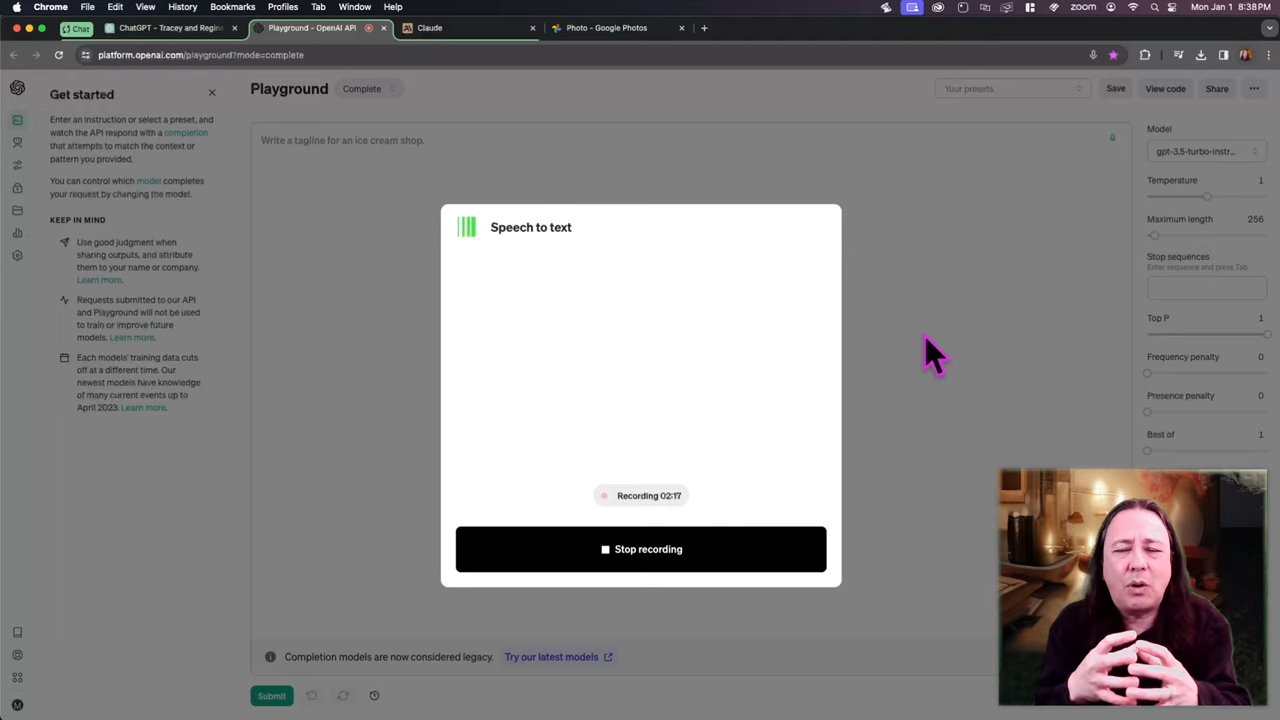 Chrome File Edit View History Bookmarks Profiles Tab Window Help
zoom
Mon Jan 1 8:38 PM
Chat
ChatGPT - Tracey and Regina
Playground - OpenAI API
Claude
Photo - Google Photos
platform.openai.com/playground?mode=complete
Get started
Enter an instruction or select a preset, and
watch the API respond with a completion
that attempts to match the context or
pattern you provided.
You can control which model completes
your request by changing the model.
KEEP IN MIND
Use good judgment when
sharing outputs, and attribute
them to your name or company.
Learn more.
Requests submitted to our API
and Playground will not be used
to train or improve future
models. Learn more.
Each models' training data cuts
off at a different time. Our
newest models have knowledge
of many current events up to
April 2023. Learn more.
Playground
Complete
Your presets
Save
View code
Share
Write a tagline for an ice cream shop.
Speech to text
Recording 02:17
Stop recording
Completion models are now considered legacy. Try our latest models
Submit
Model
gpt-3.5-turbo-instr...
Temperature 1
Maximum length 256
Stop sequences
Enter sequence and press Tab
Top P 1
Frequency penalty 0
Presence penalty 0
Best of 1